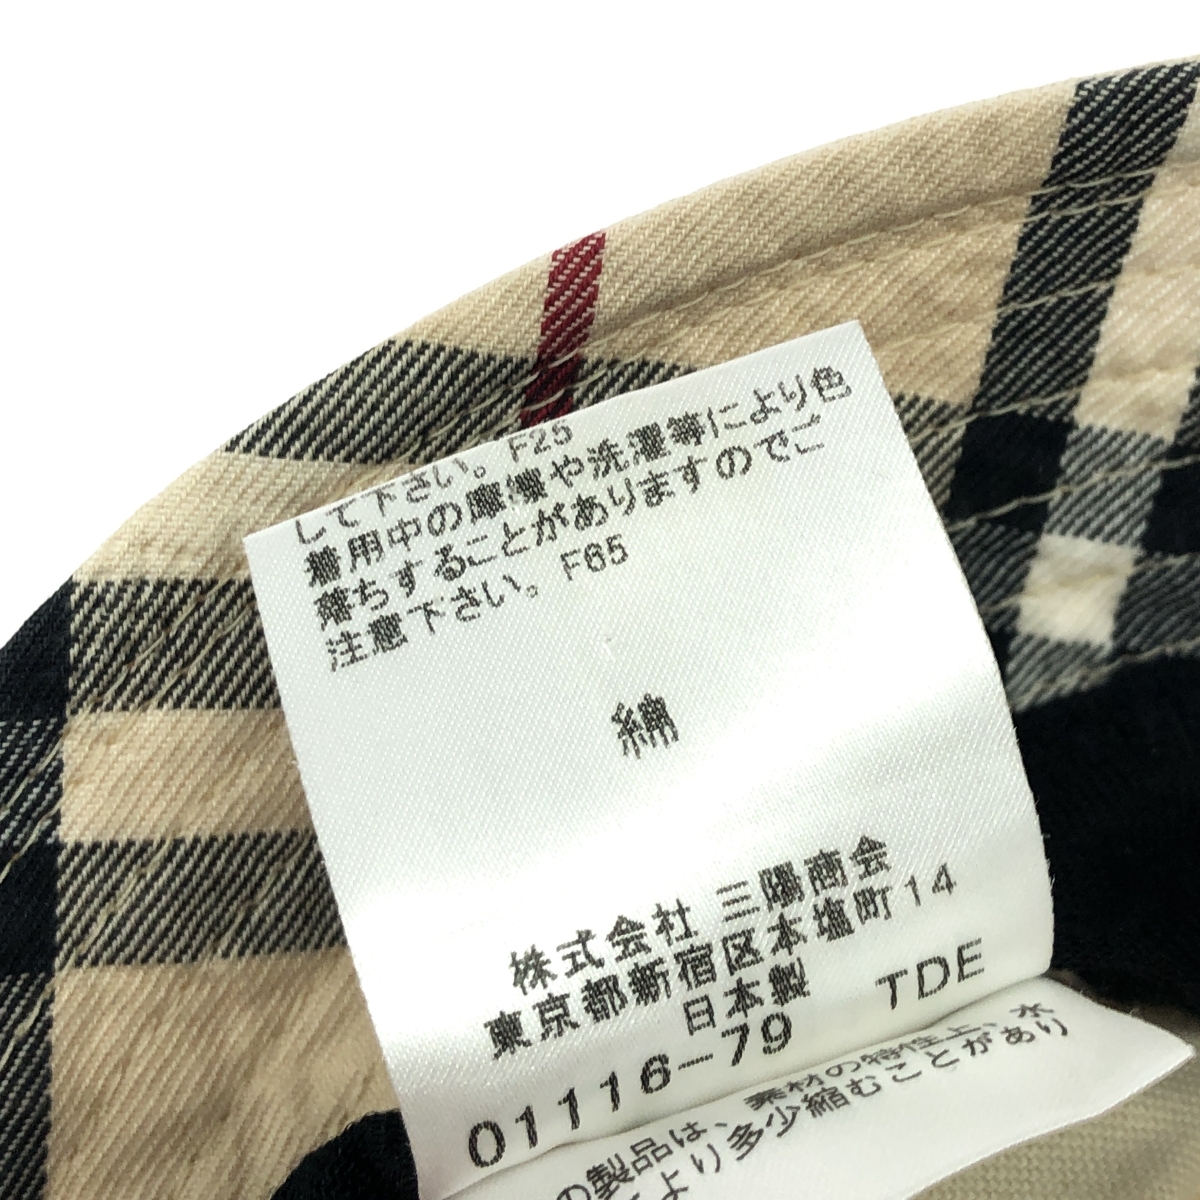 して下さい。F25
着用中の摩擦や洗濯等により色
落ちすることがありますのでご
注意下さい。F65
綿
株式会社 三陽商会
東京都新宿区本塩町14
日本製 TDE
01116-79
の製品は、素材の特性上、水
により多少縮むことがあり